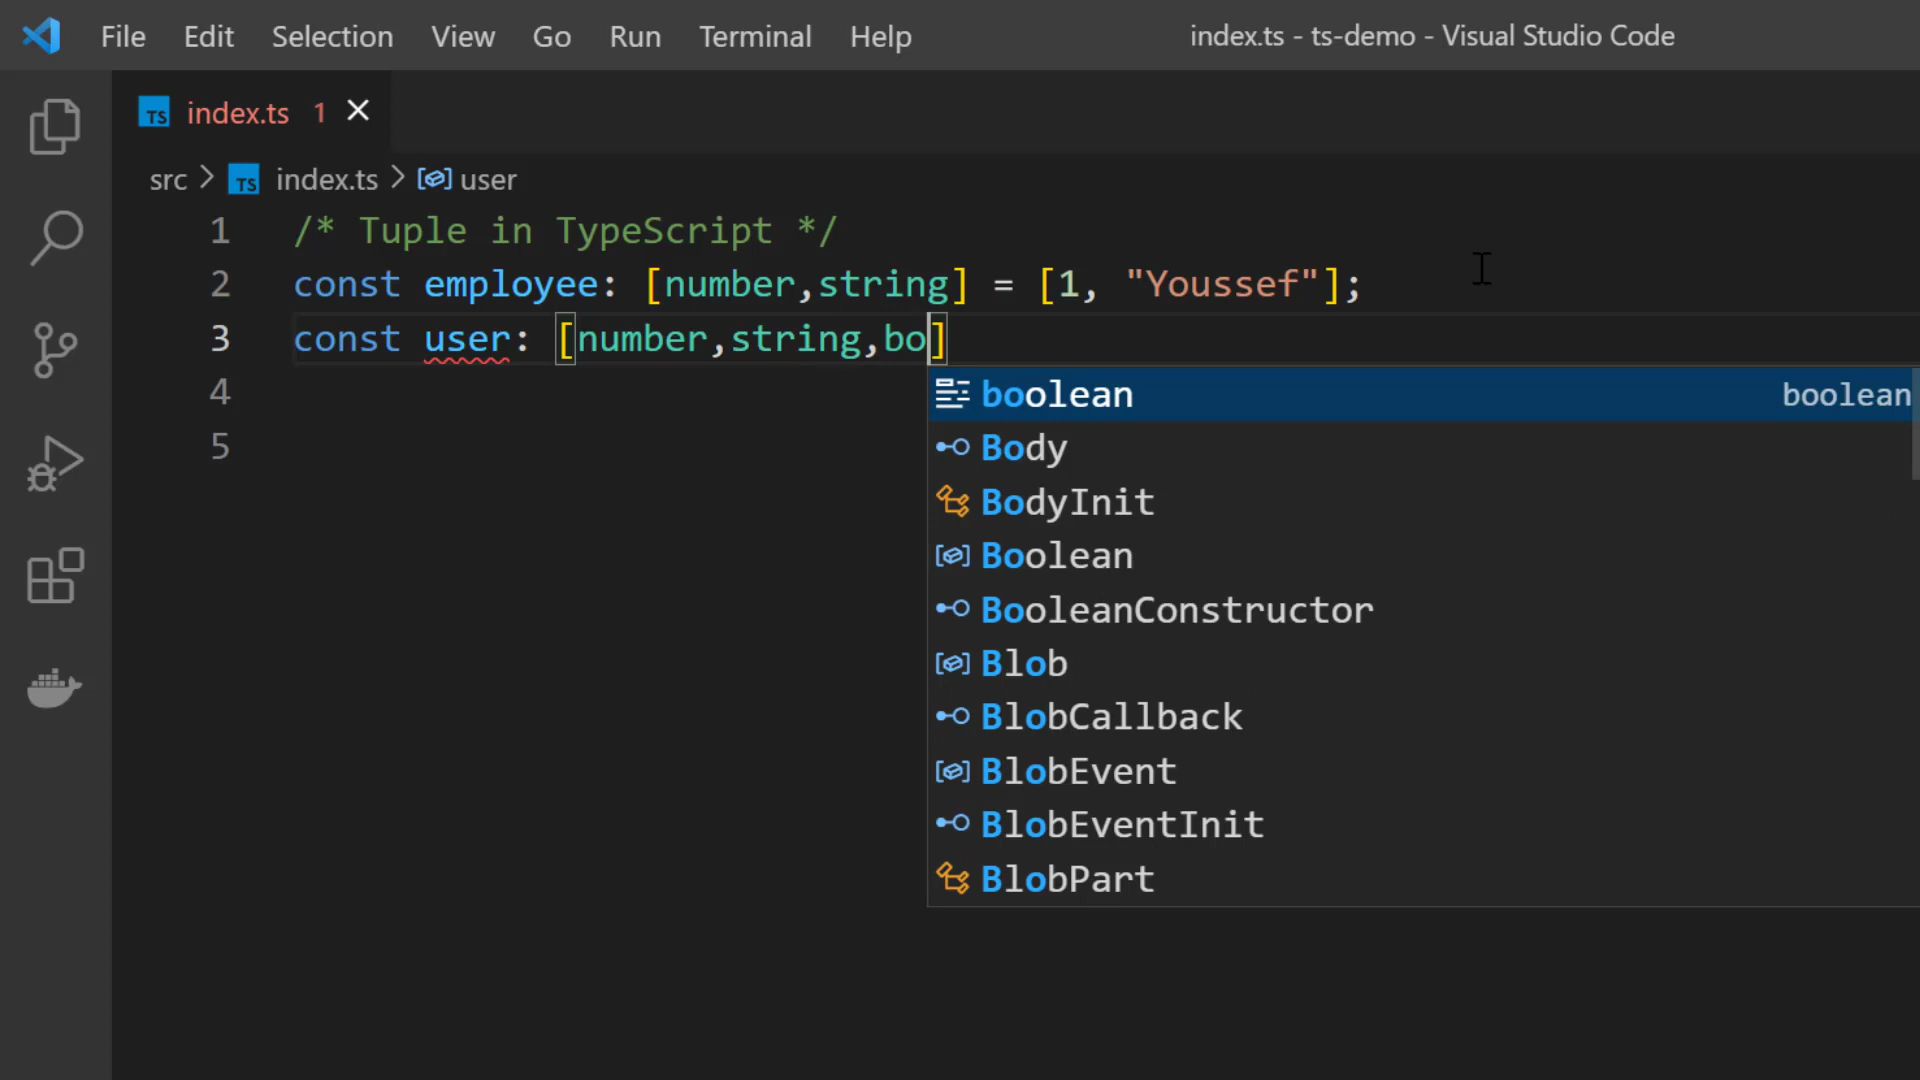 File Edit Selection View Go Run Terminal Help index.ts - ts-demo - Visual Studio Code
TS index.ts 1
src > TS index.ts > user
1 /* Tuple in TypeScript */
2 const employee: [number,string] = [1, "Youssef"];
3 const user: [number,string,bo]
boolean boolean
4
Body
5
BodyInit
Boolean
BooleanConstructor
Blob
BlobCallback
BlobEvent
BlobEventInit
BlobPart